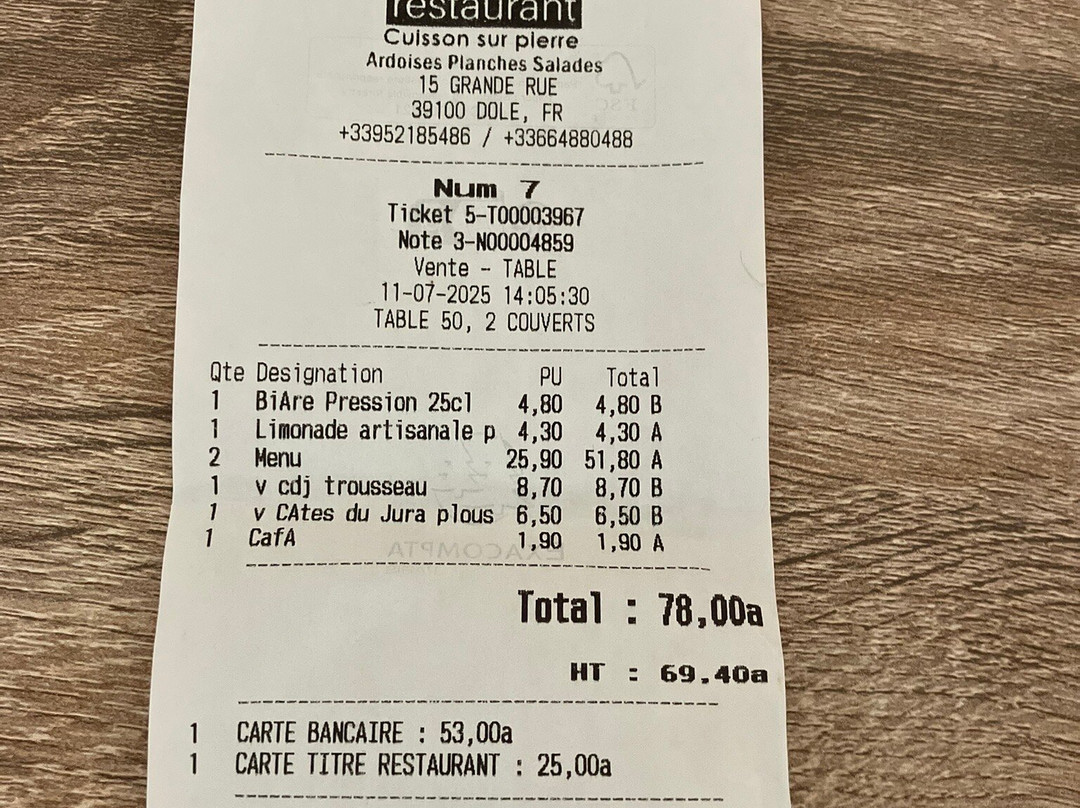 restaurant
Cuisson sur pierre
Ardoises Planches Salades
15 GRANDE RUE
39100 DOLE, FR
+33952185486 / +33664880488
Num 7
Ticket 5-T00003967
Note 3-N00004859
Vente - TABLE
11-07-2025 14:05:30
TABLE 50, 2 COUVERTS
Qte Designation PU Total
1 BiAre Pression 25cl 4,80 4,80 B
1 Limonade artisanale p 4,30 4,30 A
2 Menu 25,90 51,80 A
1 v cdj trousseau 8,70 8,70 B
1 v CAtes du Jura plous 6,50 6,50 B
1 CafA 1,90 1,90 A
EXACOMPTA
Total : 78,00a
HT : 69.40a
1 CARTE BANCAIRE : 53,00a
1 CARTE TITRE RESTAURANT : 25,00a